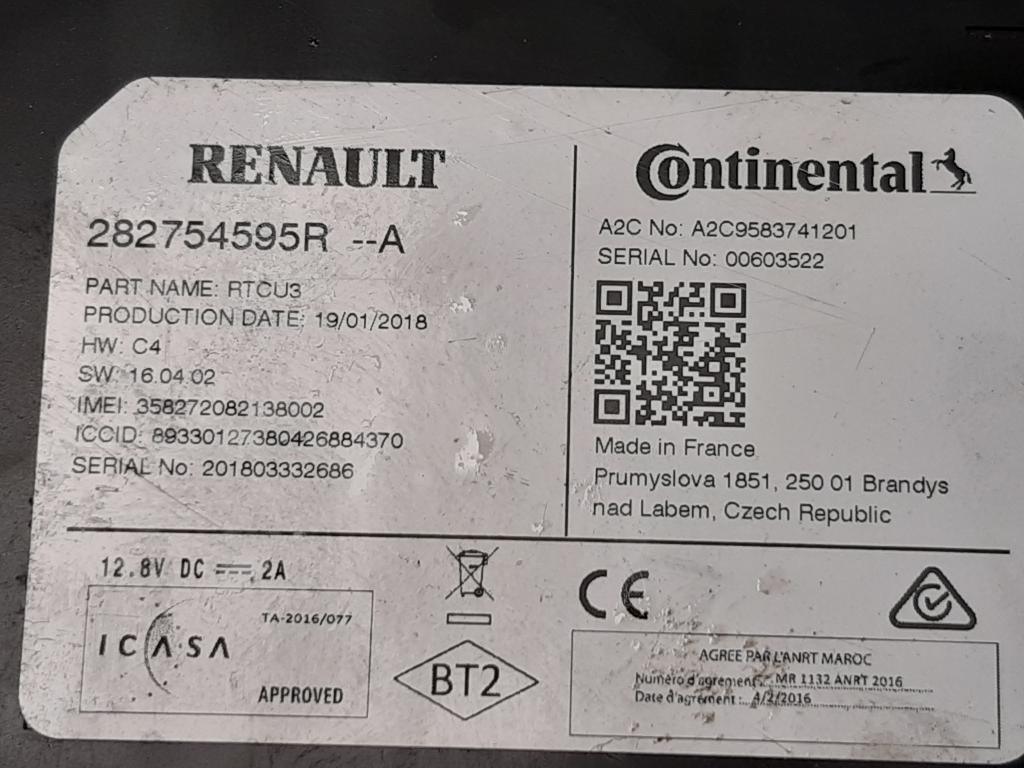 RENAULT
282754595R --A
PART NAME: RTCU3
PRODUCTION DATE: 19/01/2018
HW: C4
SW: 16.04.02
IMEI: 358272082138002
ICCID: 89330127380426884370
SERIAL No: 201803332686
Continental
A2C No: A2C9583741201
SERIAL No: 00603522
Made in France
Prumyslova 1851, 250 01 Brandys
nad Labem, Czech Republic
12.8V DC 2A
TA-2016/077
ICASA
APPROVED
BT2
CE
AGREE PAR L'ANRT MAROC
Numéro d'agrément: MR 1132 ANRT 2016
Date d'agrément: 4/2/2016